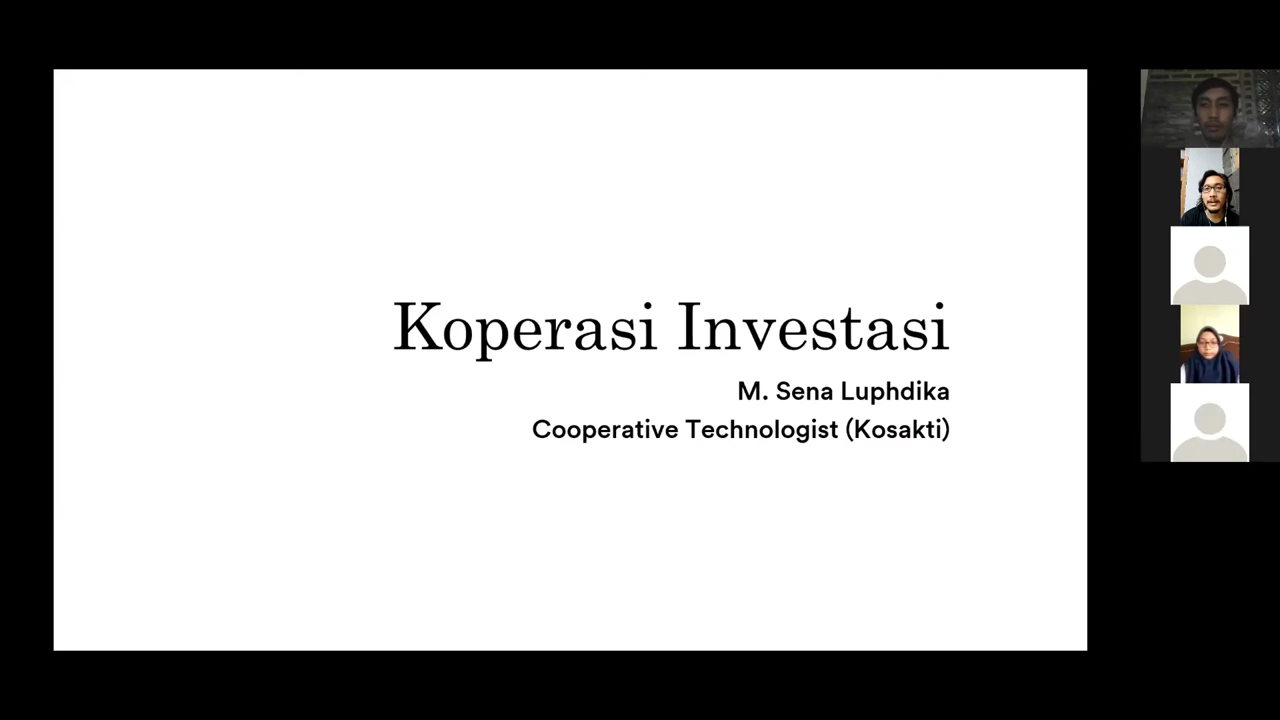 Koperasi Investasi
M. Sena Luphdika
Cooperative Technologist (Kosakti)